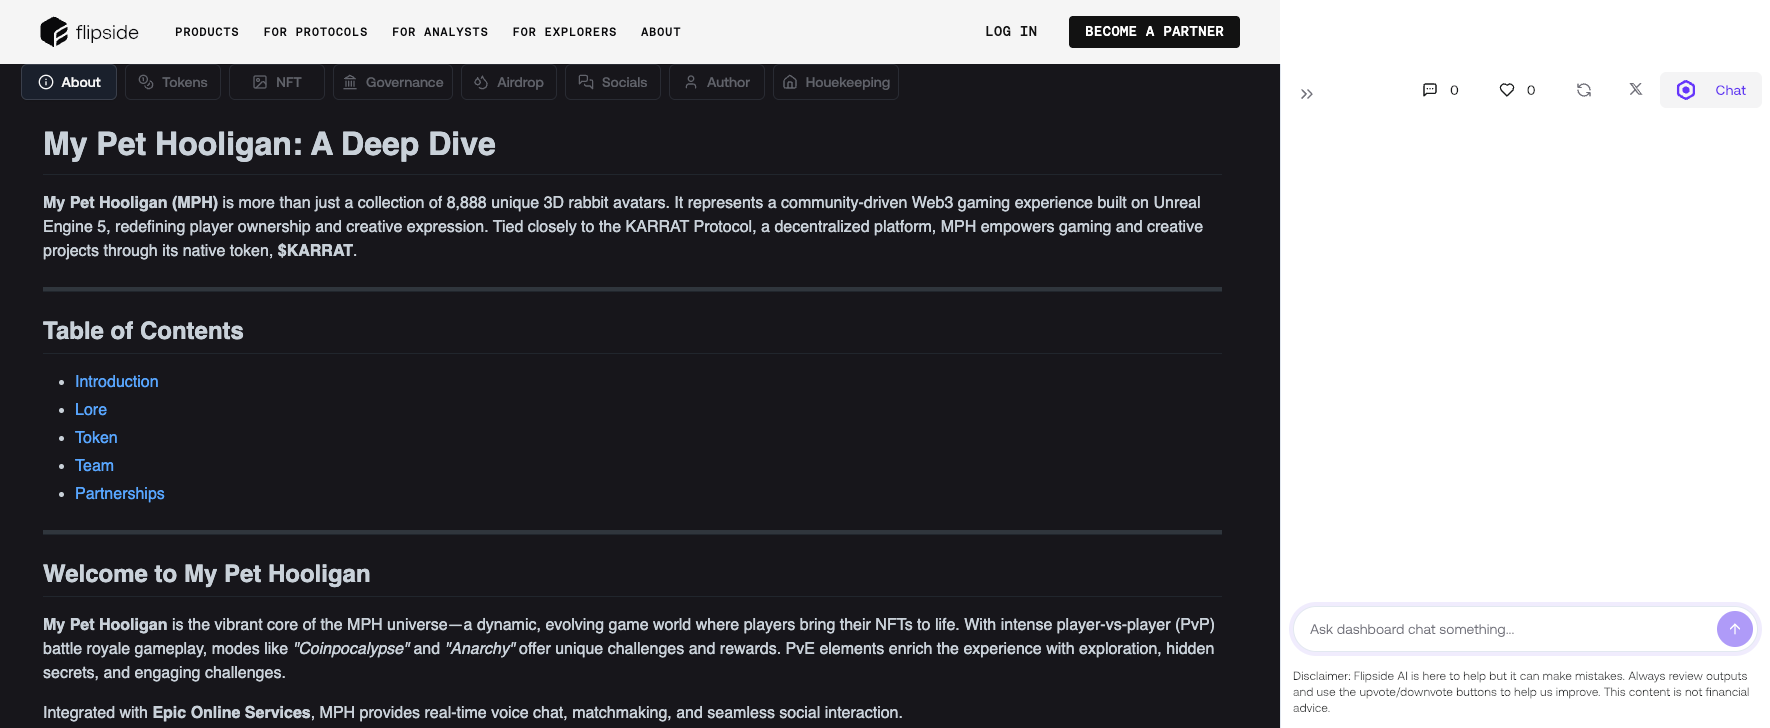 flipside
PRODUCTS FOR PROTOCOLS FOR ANALYSTS FOR EXPLORERS ABOUT
LOG IN
BECOME A PARTNER
About Tokens NFT Governance Airdrop Socials Author Houekeeping
0 0 Chat
My Pet Hooligan: A Deep Dive
My Pet Hooligan (MPH) is more than just a collection of 8,888 unique 3D rabbit avatars. It represents a community-driven Web3 gaming experience built on Unreal
Engine 5, redefining player ownership and creative expression. Tied closely to the KARRAT Protocol, a decentralized platform, MPH empowers gaming and creative
projects through its native token, $KARRAT.
Table of Contents
Introduction
Lore
Token
Team
Partnerships
Welcome to My Pet Hooligan
My Pet Hooligan is the vibrant core of the MPH universe—a dynamic, evolving game world where players bring their NFTs to life. With intense player-vs-player (PvP)
battle royale gameplay, modes like "Coinpocalypse" and "Anarchy" offer unique challenges and rewards. PvE elements enrich the experience with exploration, hidden
secrets, and engaging challenges.
Integrated with Epic Online Services, MPH provides real-time voice chat, matchmaking, and seamless social interaction.
Ask dashboard chat something...
Disclaimer: Flipside AI is here to help but it can make mistakes. Always review outputs
and use the upvote/downvote buttons to help us improve. This content is not financial
advice.